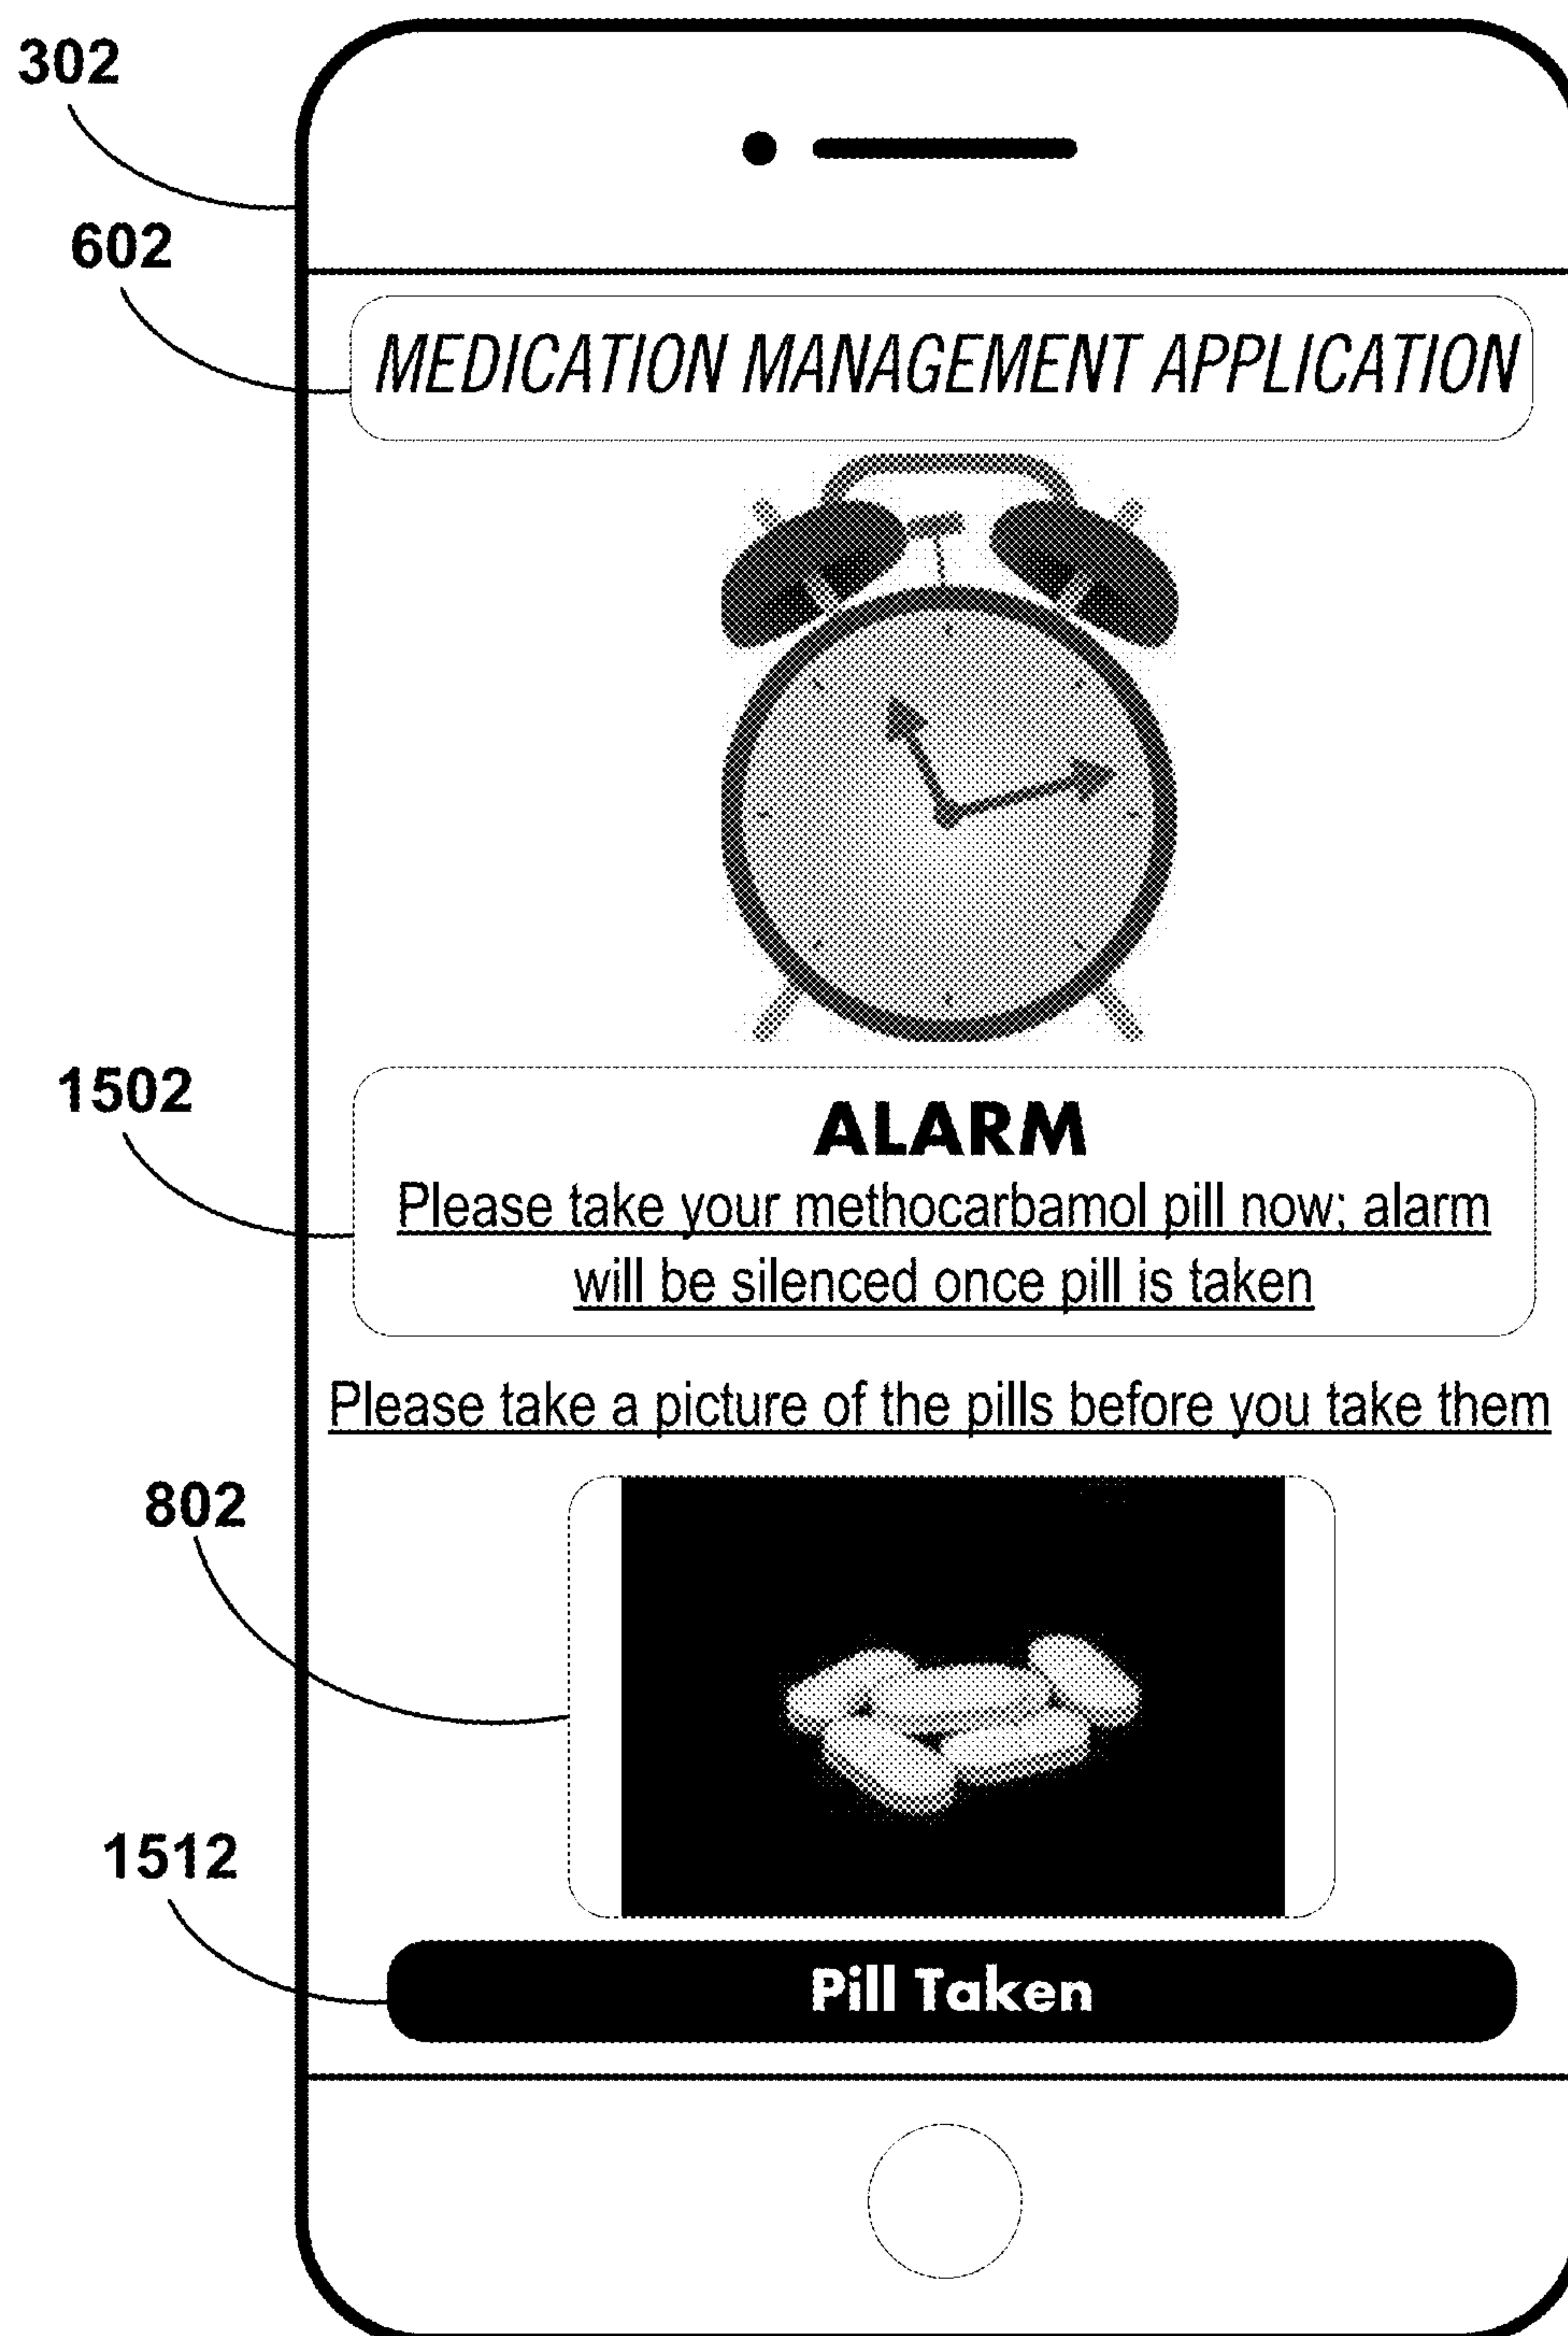 302
602
MEDICATION MANAGEMENT APPLICATION
1502
ALARM
Please take your methocarbamol pill now; alarm
will be silenced once pill is taken
Please take a picture of the pills before you take them
802
1512
Pill Taken